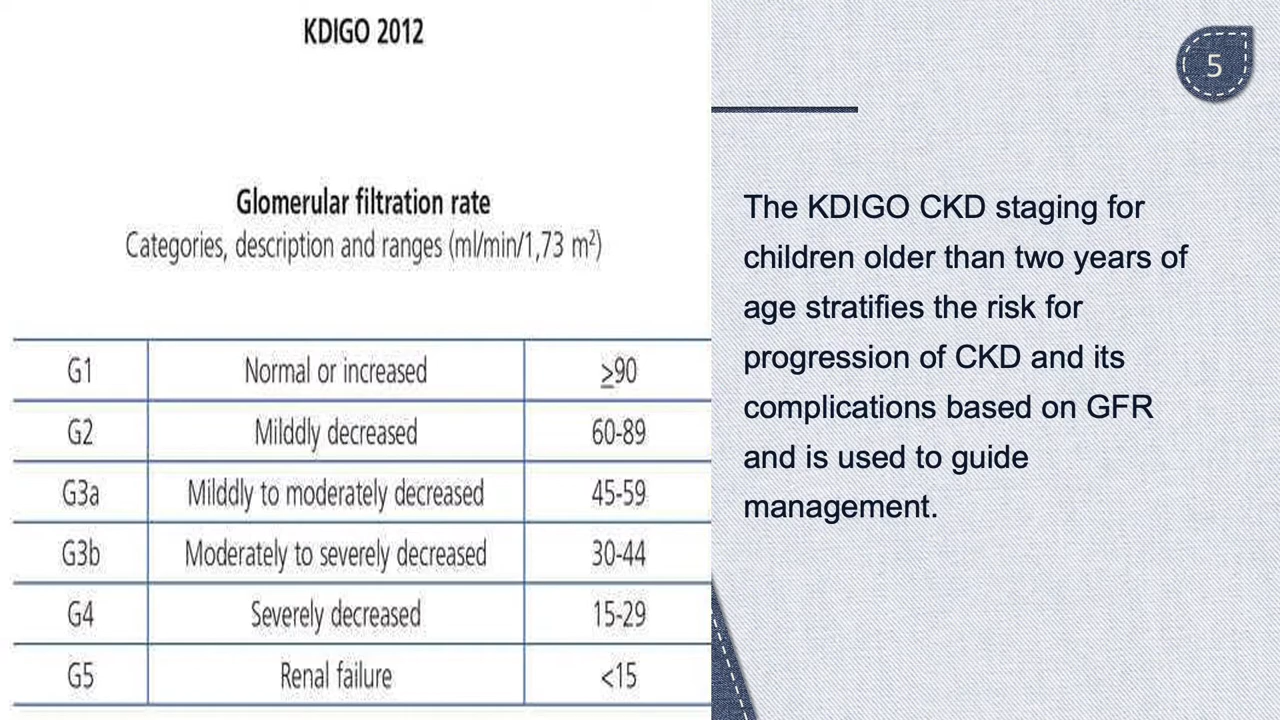 KDIGO 2012
Glomerular filtration rate
Categories, description and ranges (ml/min/1,73 m²)
G1 Normal or increased ≥90
G2 Milddly decreased 60-89
G3a Milddly to moderately decreased 45-59
G3b Moderately to severely decreased 30-44
G4 Severely decreased 15-29
G5 Renal failure <15
5
The KDIGO CKD staging for
children older than two years of
age stratifies the risk for
progression of CKD and its
complications based on GFR
and is used to guide
management.